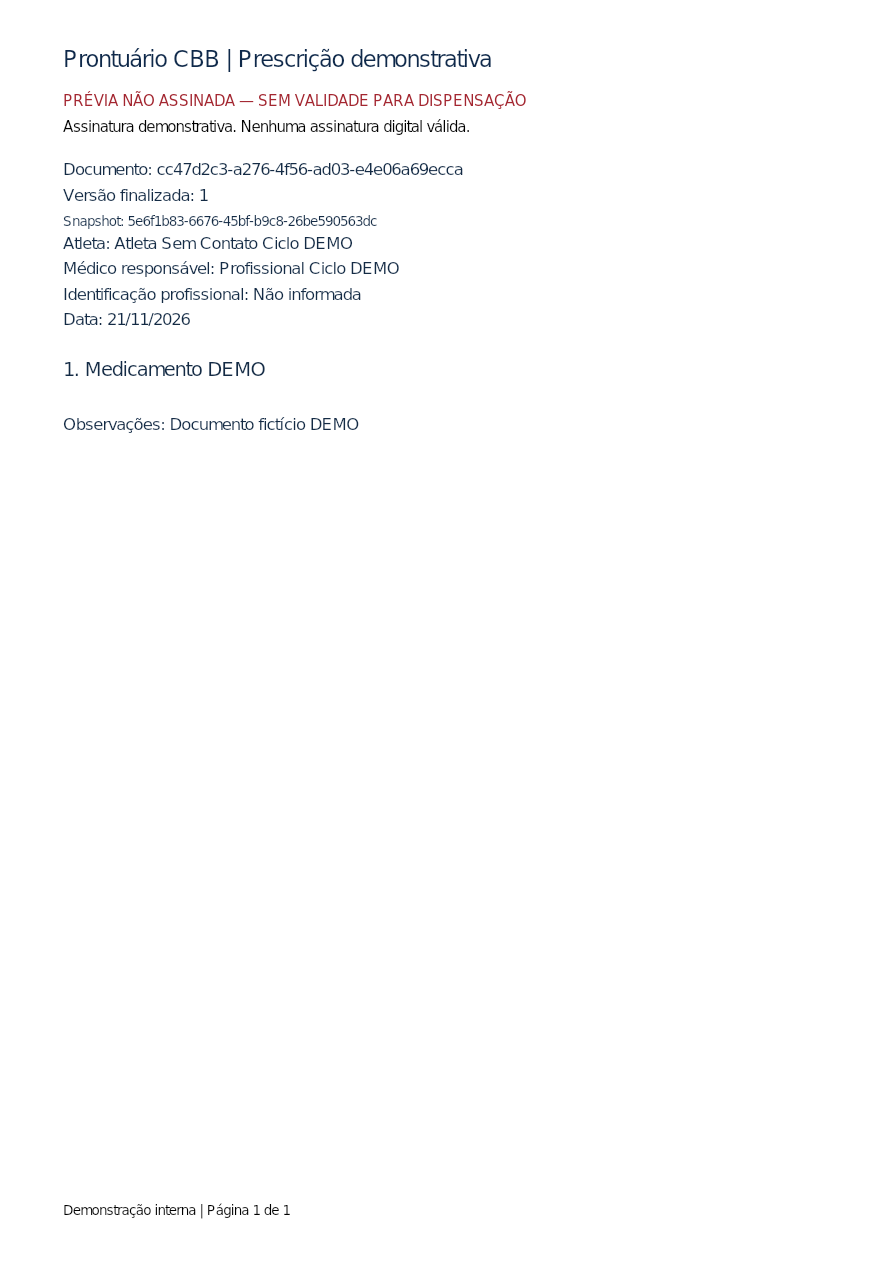 Prontuário CBB | Prescrição demonstrativa
PRÉVIA NÃO ASSINADA — SEM VALIDADE PARA DISPENSAÇÃO
Assinatura demonstrativa. Nenhuma assinatura digital válida.
Documento: cc47d2c3-a276-4f56-ad03-e4e06a69ecca
Versão finalizada: 1
Snapshot: 5e6f1b83-6676-45bf-b9c8-26be590563dc
Atleta: Atleta Sem Contato Ciclo DEMO
Médico responsável: Profissional Ciclo DEMO
Identificação profissional: Não informada
Data: 21/11/2026
1. Medicamento DEMO
Observações: Documento fictício DEMO
Demonstração interna | Página 1 de 1